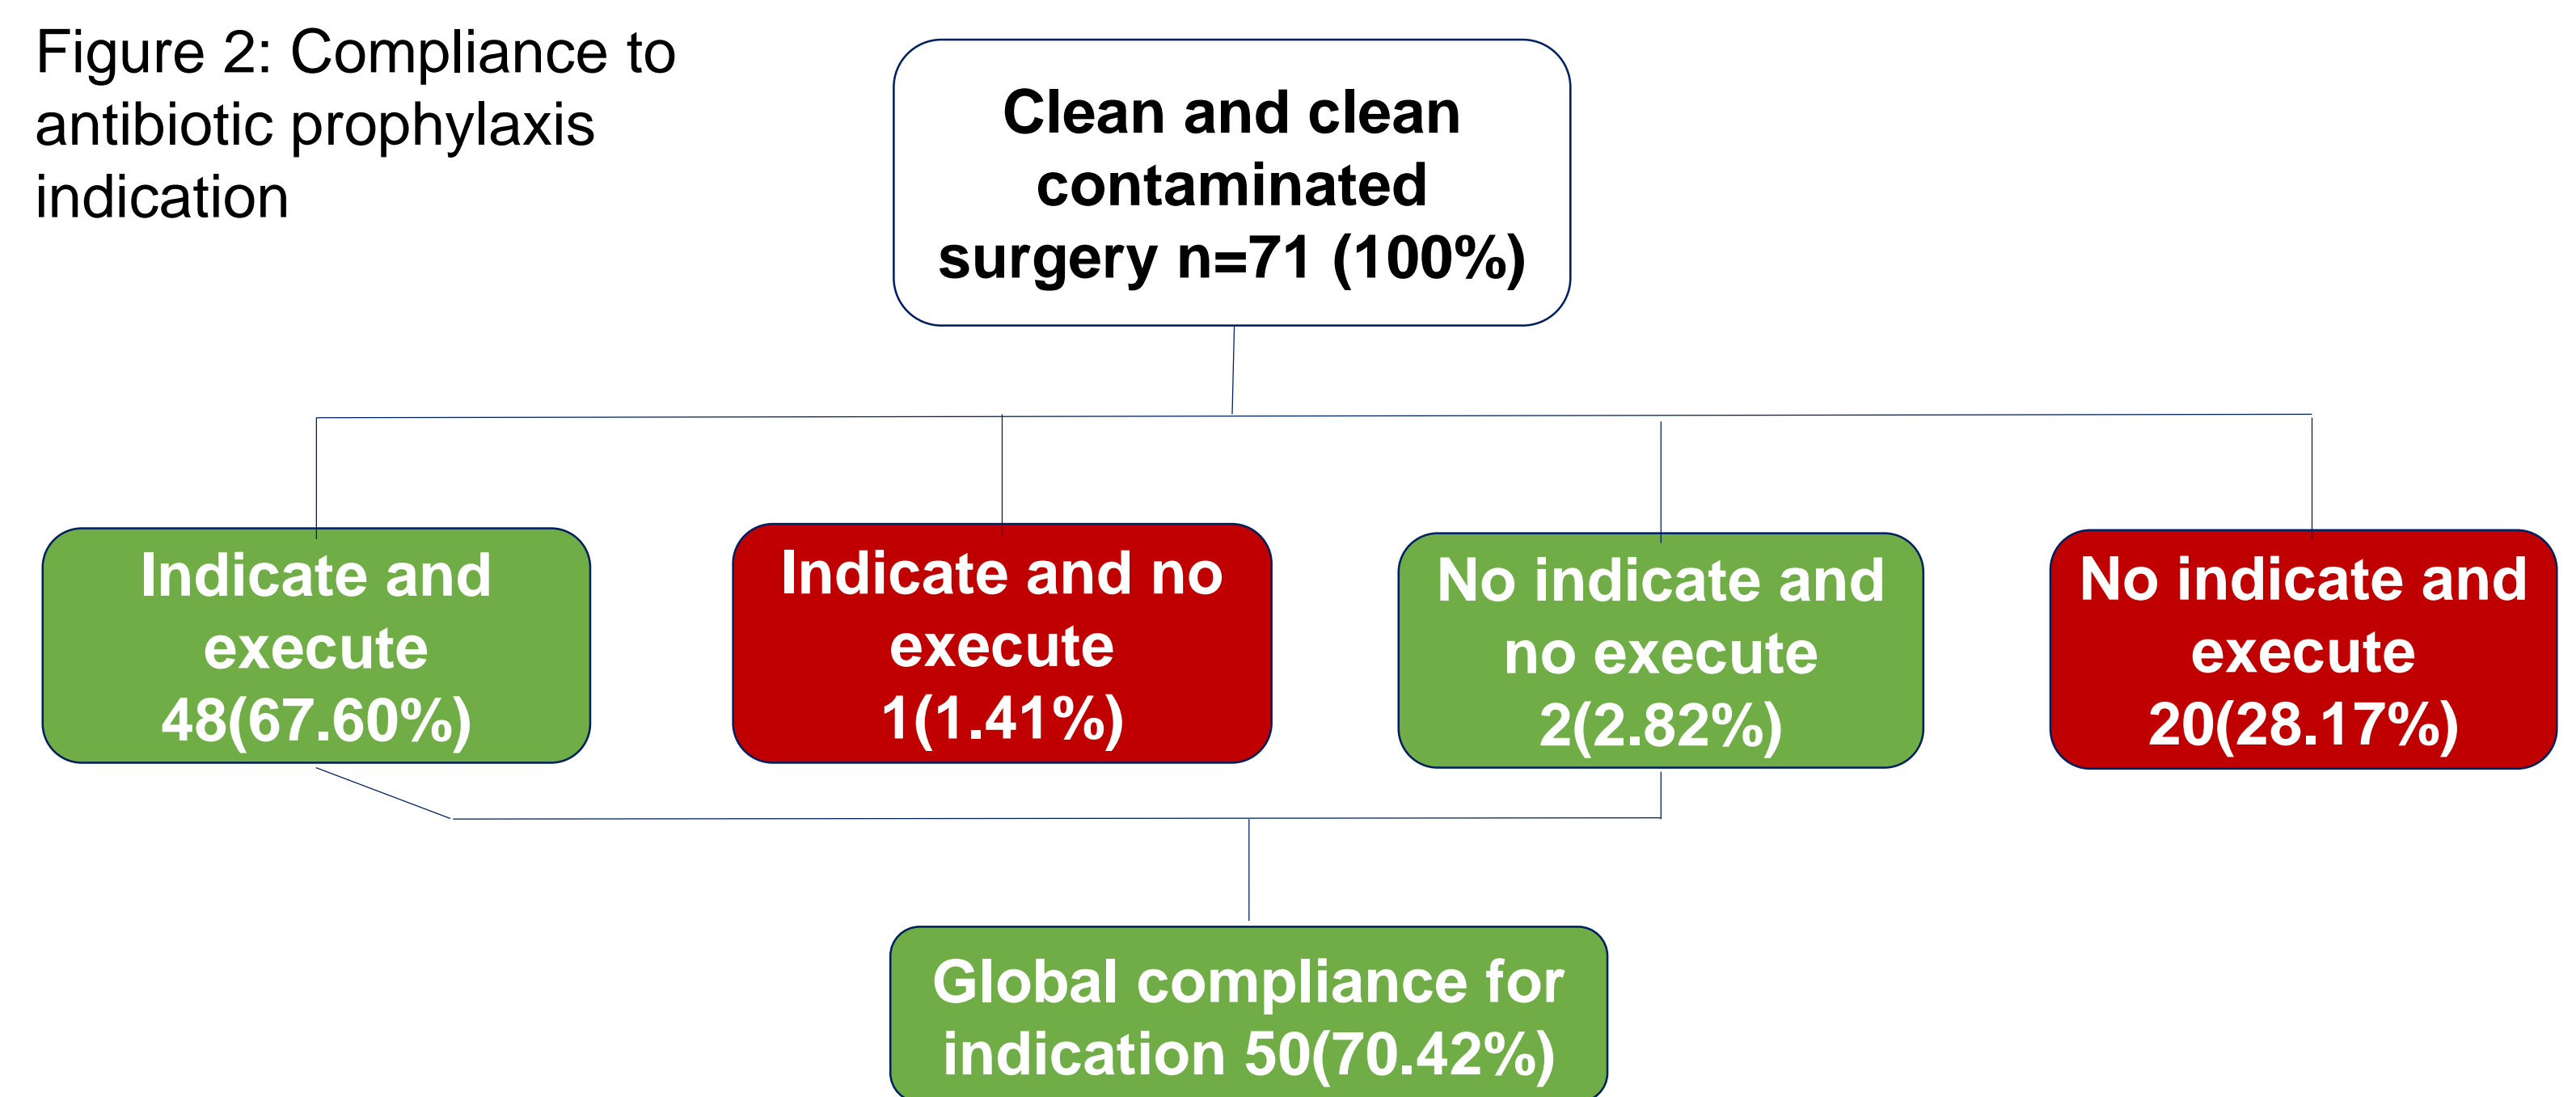 Figure 2: Compliance to
antibiotic prophylaxis
indication
Clean and clean
contaminated
surgery n=71 (100%)
Indicate and
execute
48(67.60%)
Indicate and no
execute
1(1.41%)
No indicate and
no execute
2(2.82%)
No indicate and
execute
20(28.17%)
Global compliance for
indication 50(70.42%)